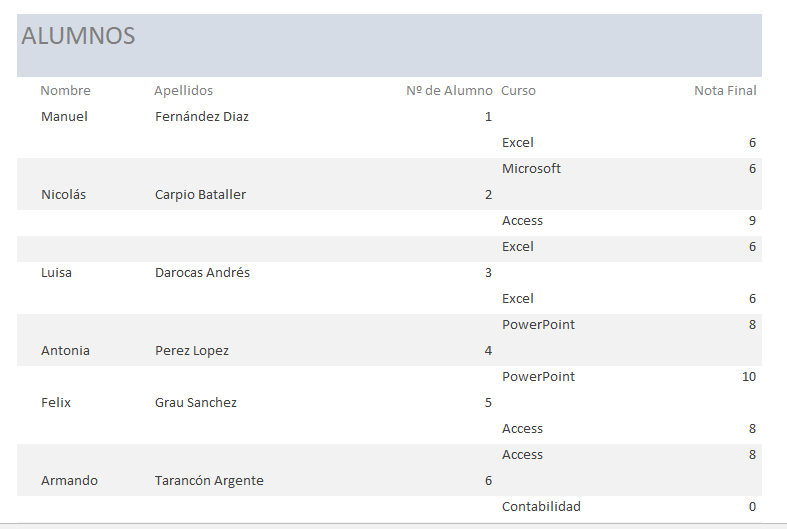 ALUMNOS
Nombre Apellidos Nº de Alumno Curso Nota Final
Manuel Fernández Diaz 1
Excel 6
Microsoft 6
Nicolás Carpio Bataller 2
Access 9
Excel 6
Luisa Darocas Andrés 3
Excel 6
PowerPoint 8
Antonia Perez Lopez 4
PowerPoint 10
Felix Grau Sanchez 5
Access 8
Access 8
Armando Tarancón Argente 6
Contabilidad 0